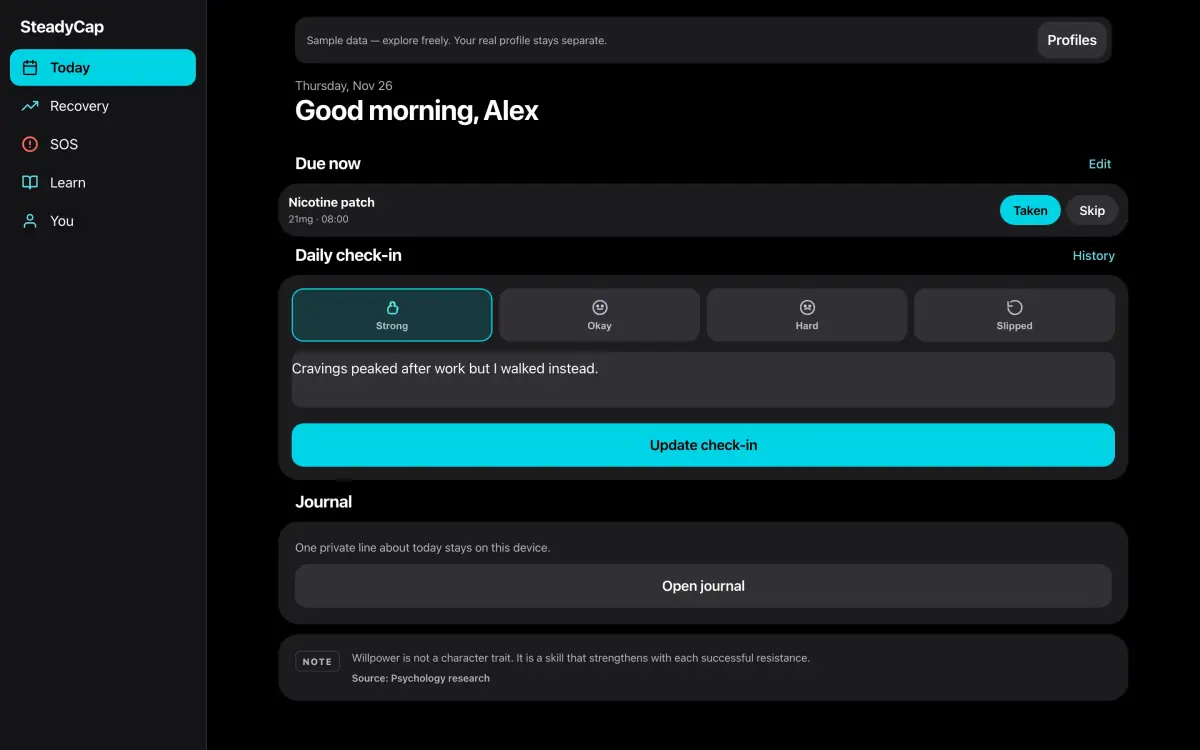 SteadyCap
Today
Recovery
SOS
Learn
You
Sample data — explore freely. Your real profile stays separate.
Profiles
Thursday, Nov 26
Good morning, Alex
Due now
Edit
Nicotine patch
21mg · 08:00
Taken
Skip
Daily check-in
History
Strong
Okay
Hard
Slipped
Cravings peaked after work but I walked instead.
Update check-in
Journal
One private line about today stays on this device.
Open journal
NOTE
Willpower is not a character trait. It is a skill that strengthens with each successful resistance.
Source: Psychology research